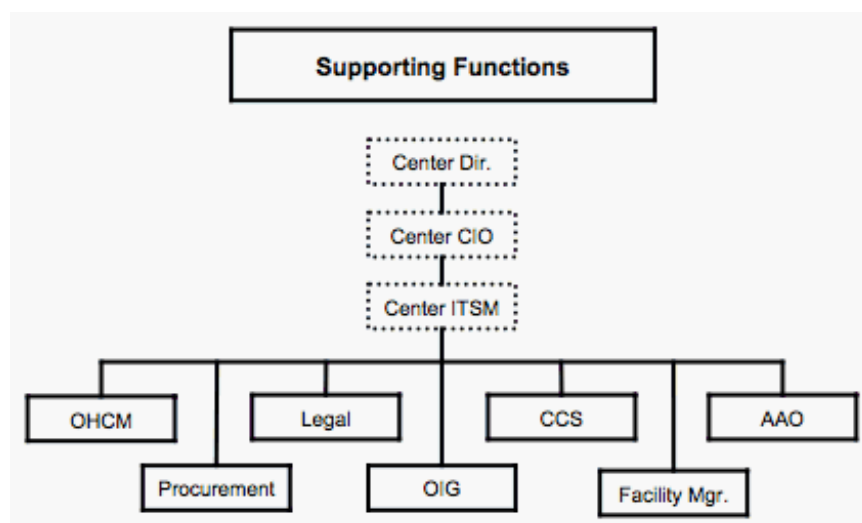 Supporting Functions
Center Dir.
Center CIO
Center ITSM
OHCM
Legal
CCS
AAO
Procurement
OIG
Facility Mgr.